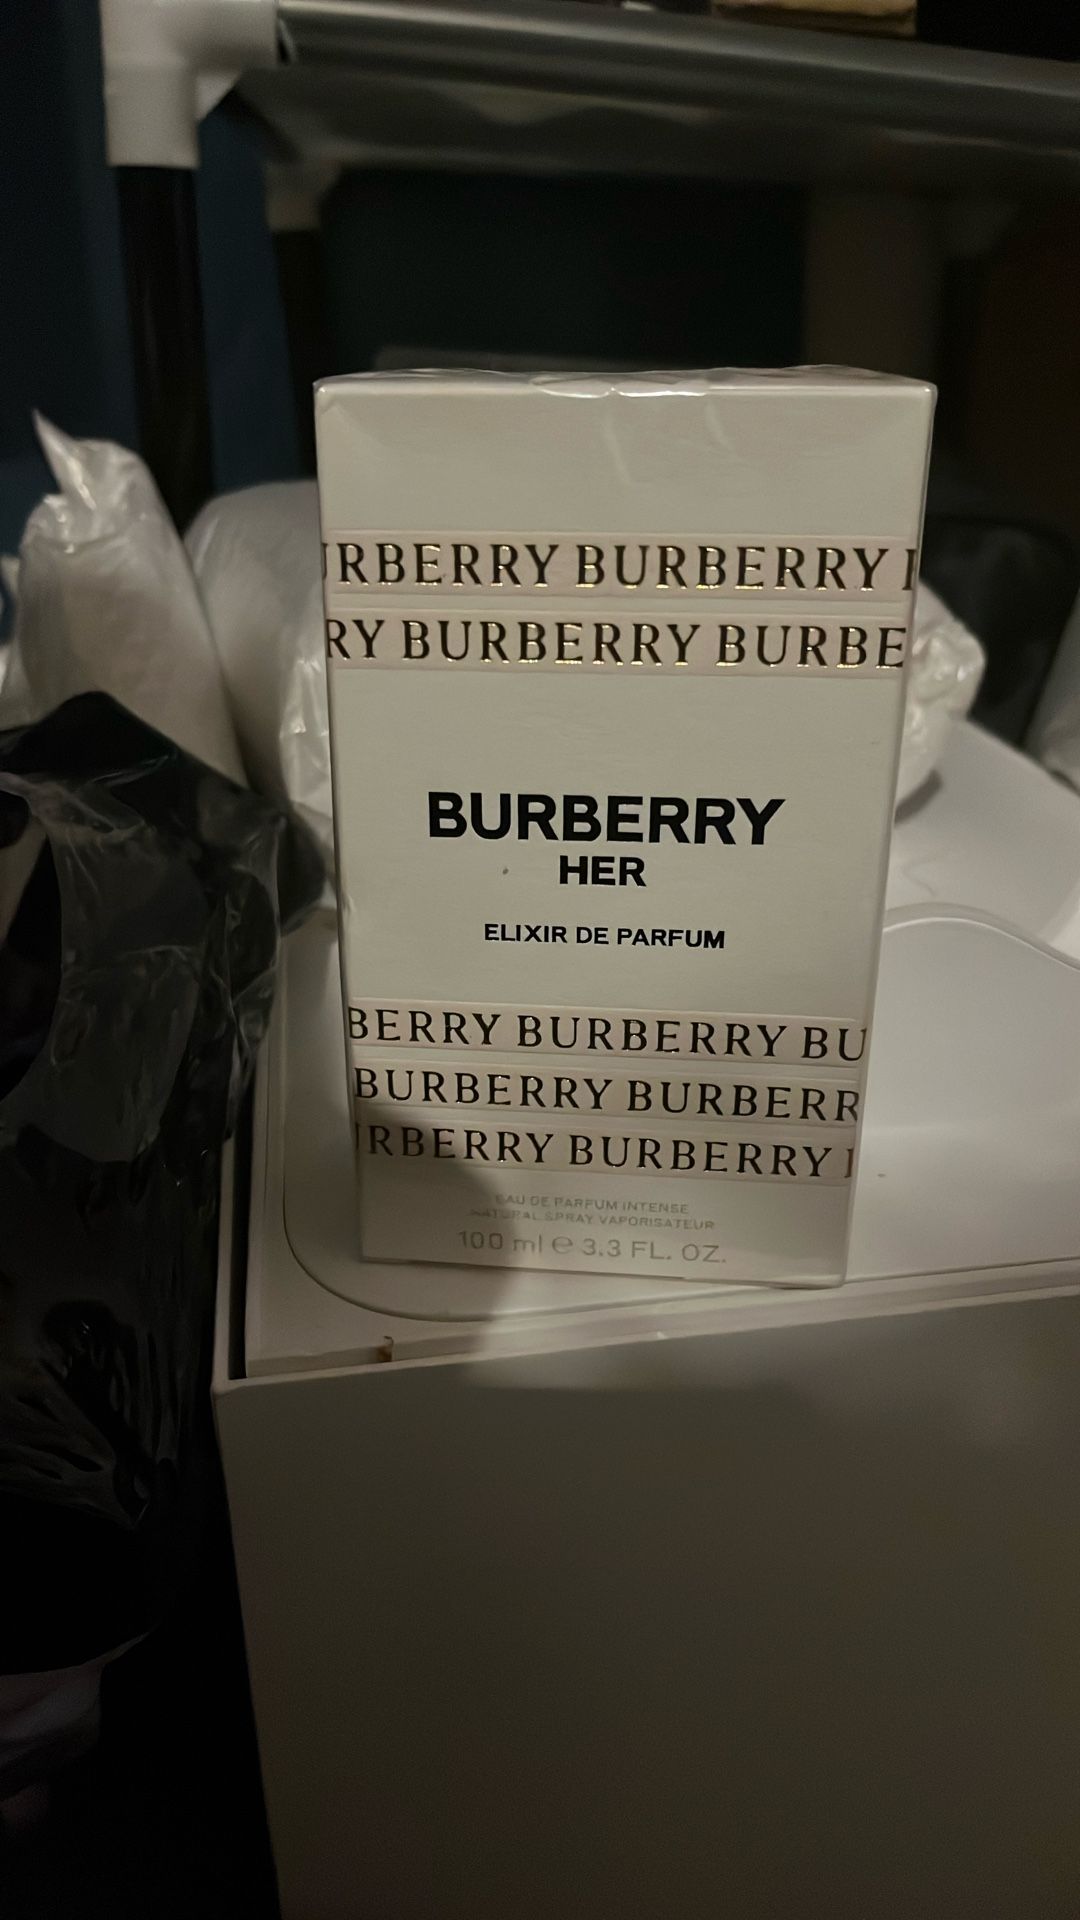 URBERRY BURBERRY
RY BURBERRY BURBE
BURBERRY
HER
ELIXIR DE PARFUM
BERRY BURBERRY BU
BURBERRY BURBERR
RBERRY BURBERRY
EAU DE PARFUM INTENSE
NATURAL SPRAY VAPORISATEUR
100 ml ℮ 3.3 FL. OZ.